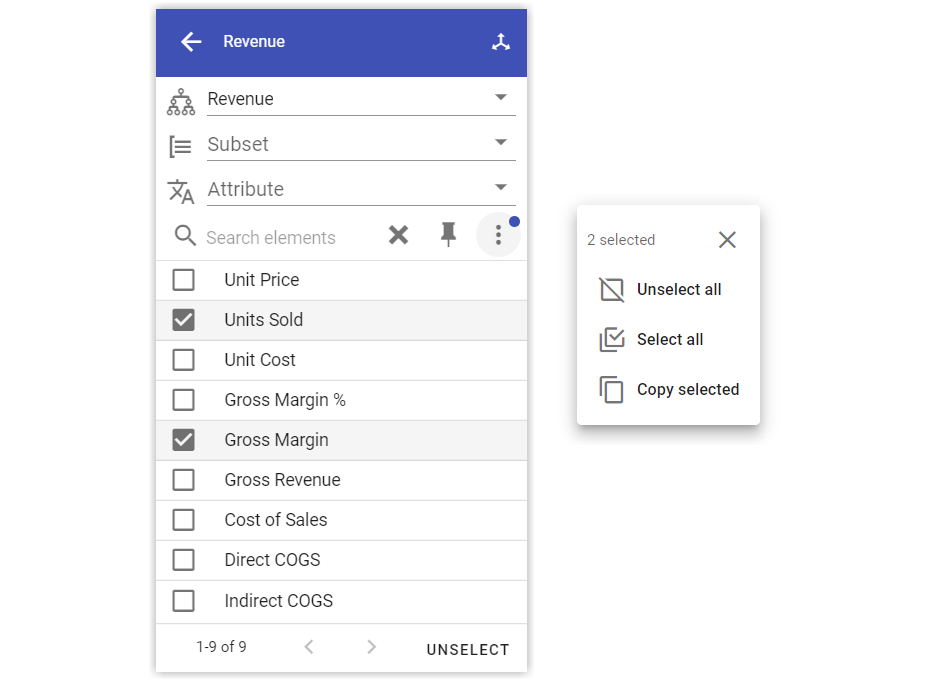 Revenue
Revenue
Subset
Attribute
Search elements
Unit Price
Units Sold
Unit Cost
Gross Margin %
Gross Margin
Gross Revenue
Cost of Sales
Direct COGS
Indirect COGS
1-9 of 9
UNSELECT
2 selected
Unselect all
Select all
Copy selected